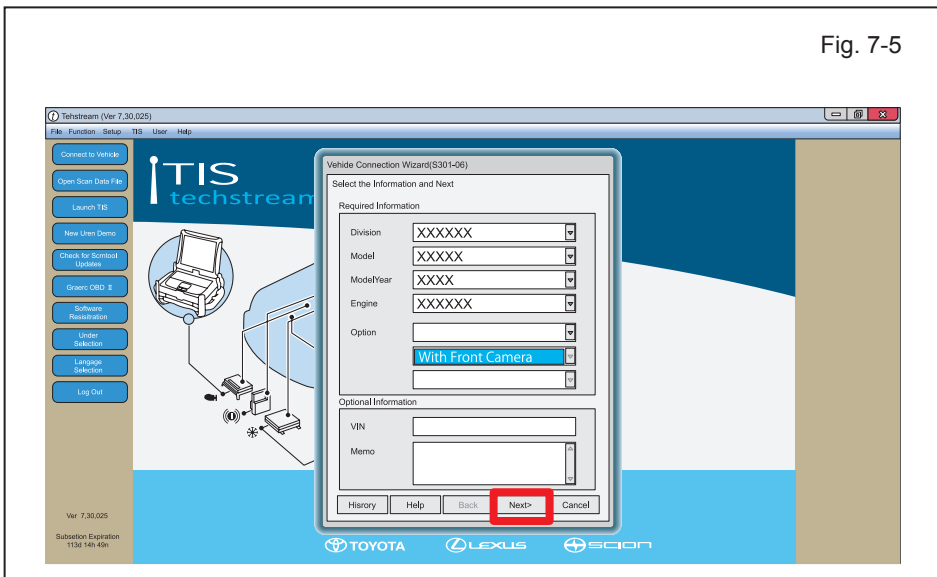 Fig. 7-5
Tehstream (Ver 7,30,025)
File Function Setup TIS User Help
Connect to Vehicle
Open Scan Data File
Launch TIS
New Uren Demo
Check for Scmtool
Updates
Graerc OBD II
Software
Resisitration
Under
Selection
Langage
Selection
Log Out
Ver 7,30,025
Subsetion Expiration
113d 14h 49n
TIS
techstream
Vehide Connection Wizard(S301-06)
Select the Information and Next
Required Information
Division XXXXXX
Model XXXXX
ModelYear XXXX
Engine XXXXXX
Option
With Front Camera
Optional Information
VIN
Memo
Hisrory Help Back Next> Cancel
TOYOTA LEXUS SCION